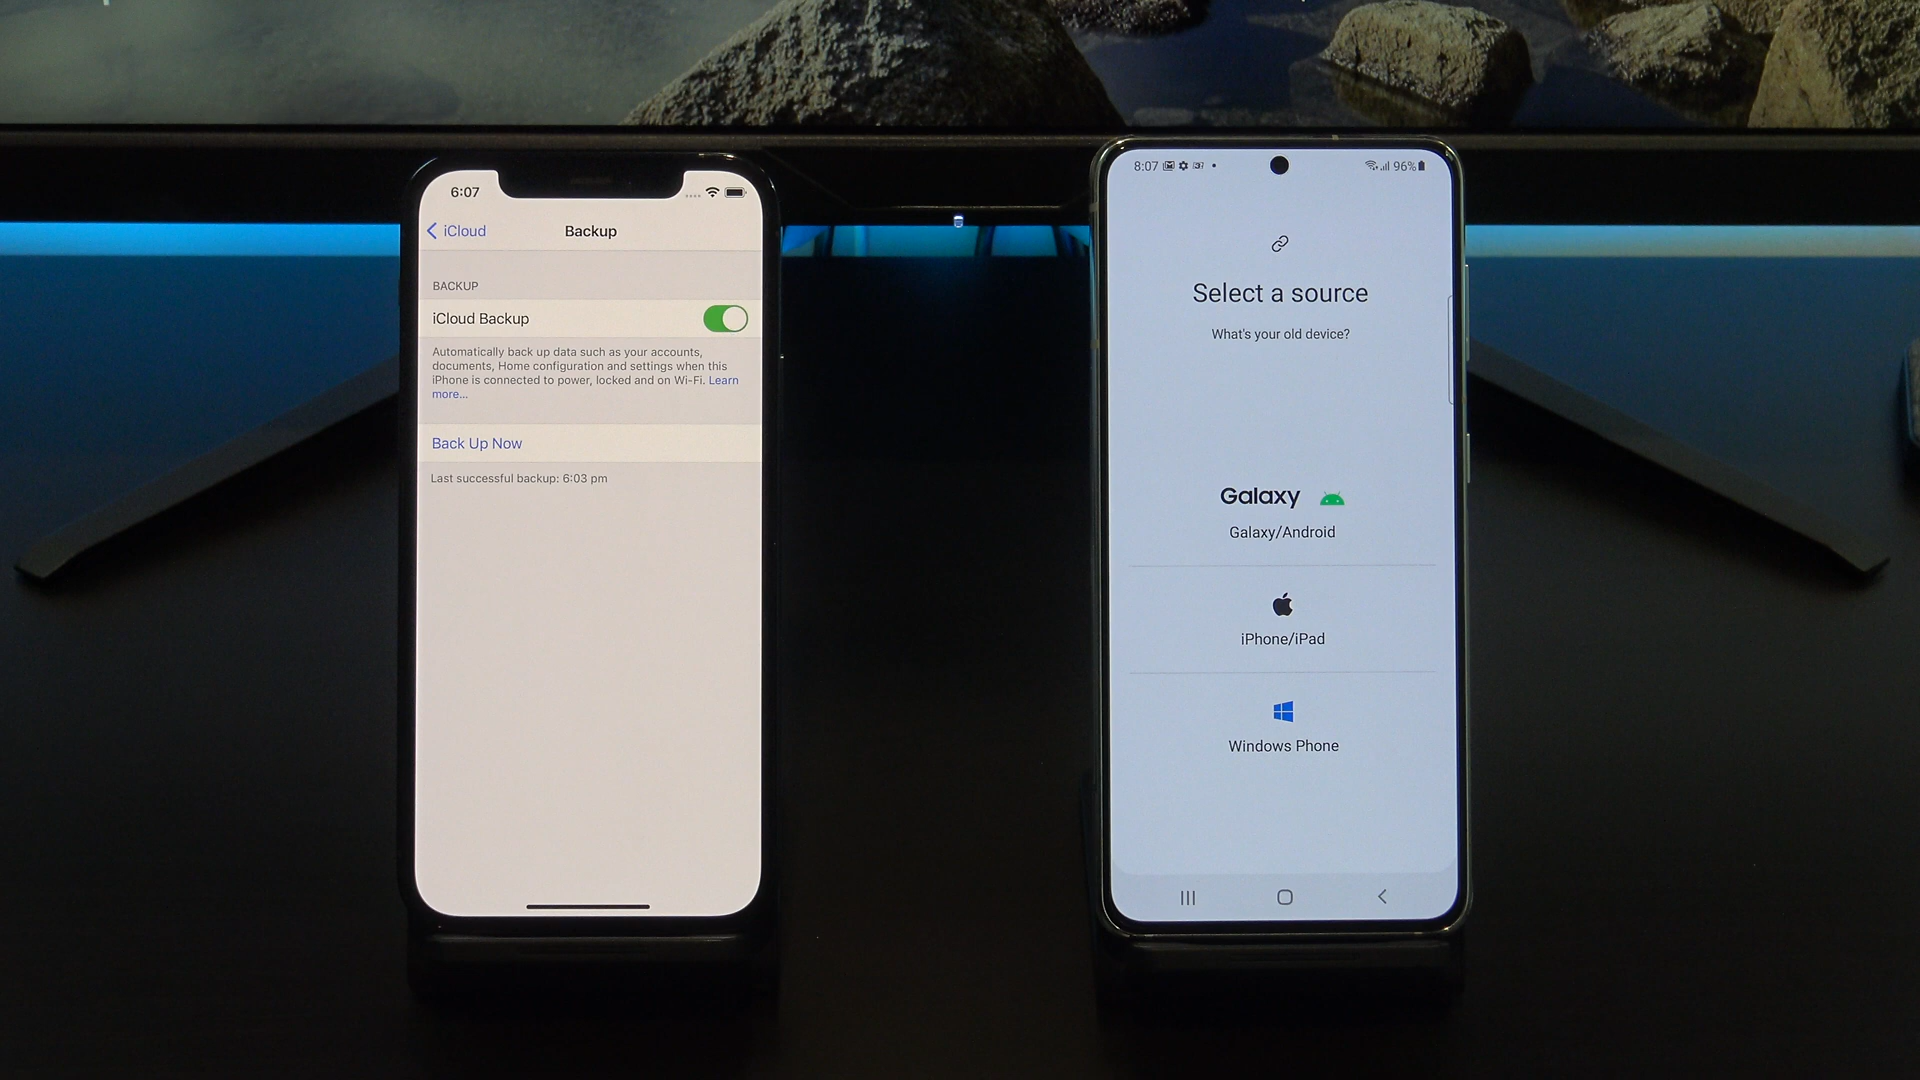 6:07
iCloud
Backup
BACKUP
iCloud Backup
Automatically back up data such as your accounts,
documents, Home configuration and settings when this
iPhone is connected to power, locked and on Wi-Fi. Learn
more...
Back Up Now
Last successful backup: 6:03 pm
8:07
96%
Select a source
What's your old device?
Galaxy
Galaxy/Android
iPhone/iPad
Windows Phone